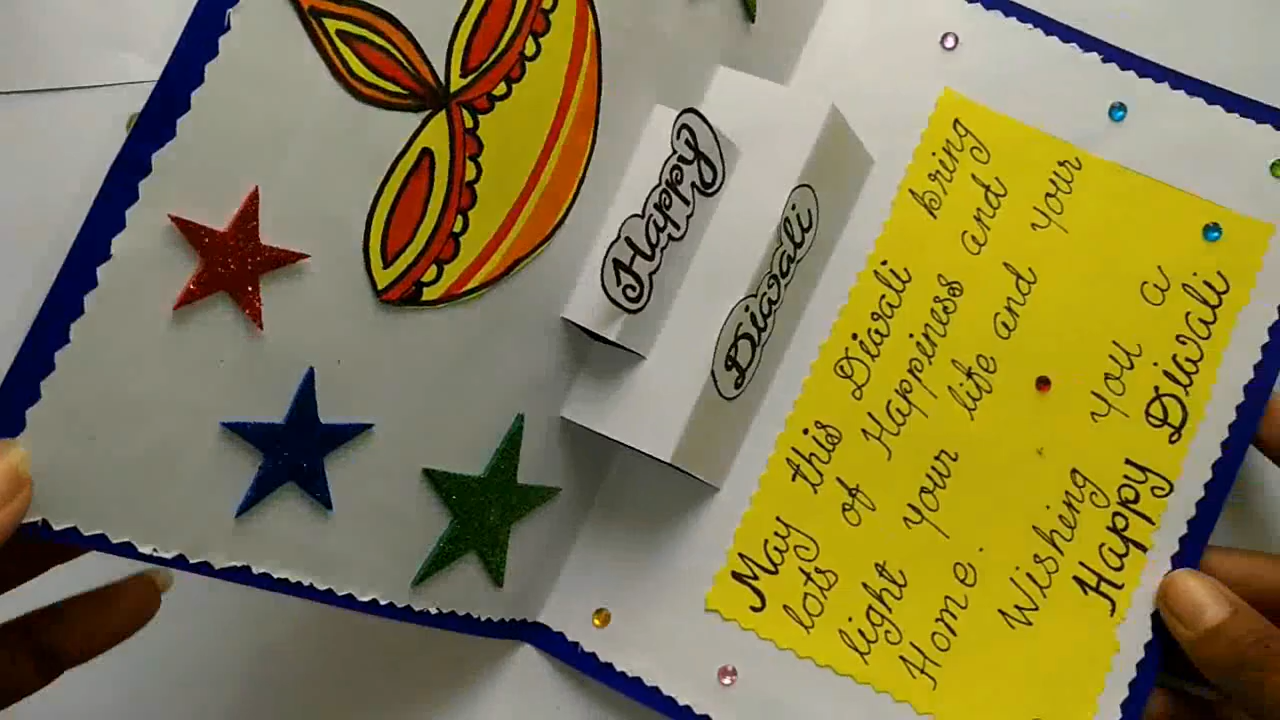 Happy
Diwali
May this Diwali bring
lots of Happiness and
light your life and your
Home.
Wishing you a
Happy Diwali